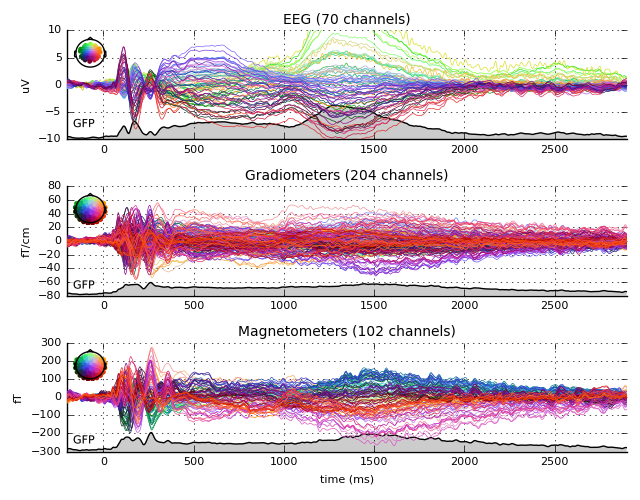 EEG (70 channels)
10
5
0
−5
−10
uV
GFP
0 500 1000 1500 2000 2500
Gradiometers (204 channels)
80
60
40
20
0
−20
−40
−60
−80
fT/cm
GFP
0 500 1000 1500 2000 2500
Magnetometers (102 channels)
300
200
100
0
−100
−200
−300
fT
GFP
0 500 1000 1500 2000 2500
time (ms)